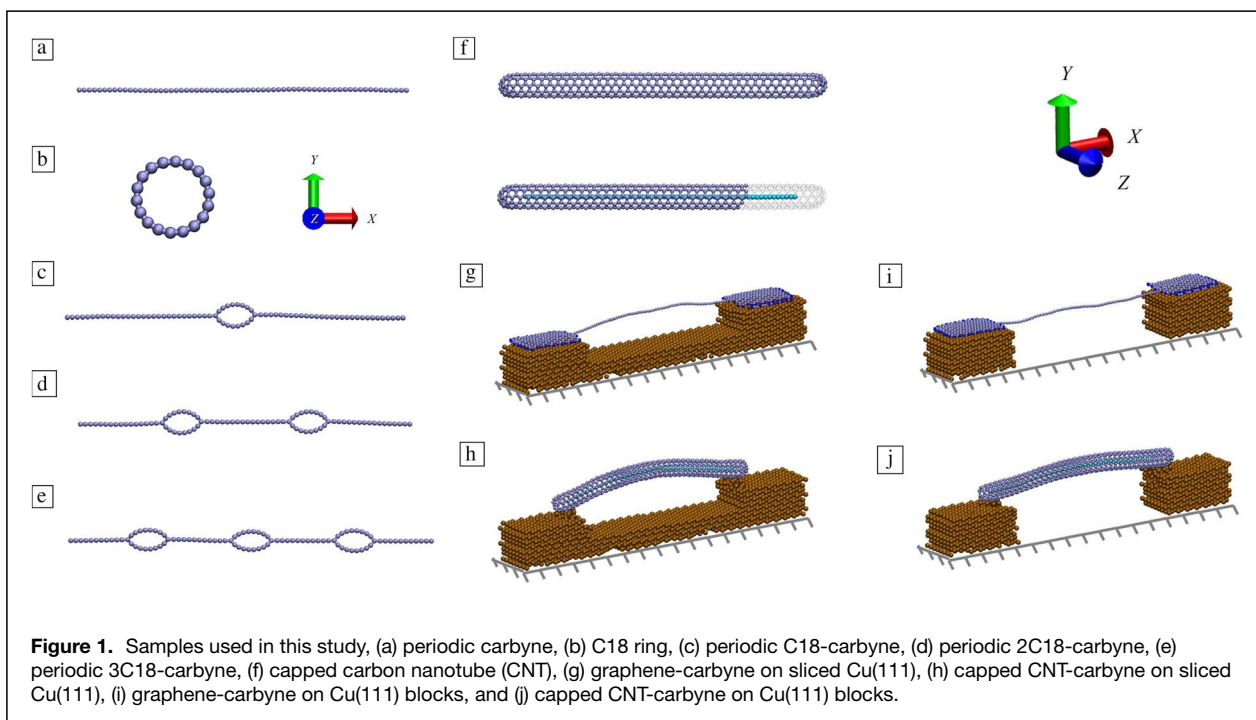 a
b
Y
Z
X
c
d
e
f
Y
X
Z
g
h
i
j
Figure 1. Samples used in this study, (a) periodic carbyne, (b) C18 ring, (c) periodic C18-carbyne, (d) periodic 2C18-carbyne, (e)
periodic 3C18-carbyne, (f) capped carbon nanotube (CNT), (g) graphene-carbyne on sliced Cu(111), (h) capped CNT-carbyne on sliced
Cu(111), (i) graphene-carbyne on Cu(111) blocks, and (j) capped CNT-carbyne on Cu(111) blocks.